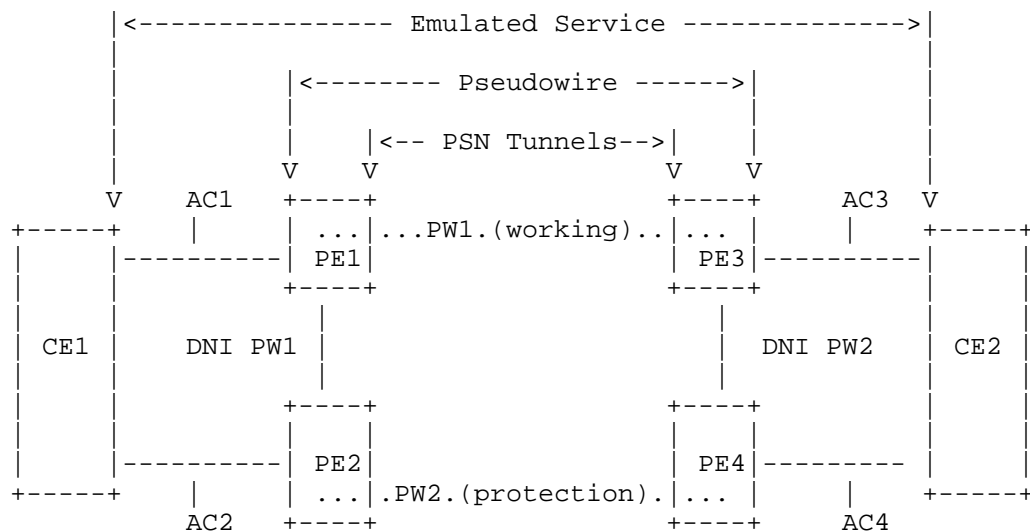 |<---------------- Emulated Service -------------->|
|<-------- Pseudowire ------>|
|<-- PSN Tunnels-->|
V V V V
V AC1 +----+ +----+ AC3 V
+-----+ | | ...|...PW1.(working)..|... | | +-----+
|----------| PE1| | PE3|----------|
+----+ +----+
CE1 | DNI PW1 | | DNI PW2 | CE2 |
+----+ +----+
|----------| PE2| | PE4|---------
+-----+ | | ...|.PW2.(protection).|... | | +-----+
AC2 +----+ +----+ AC4